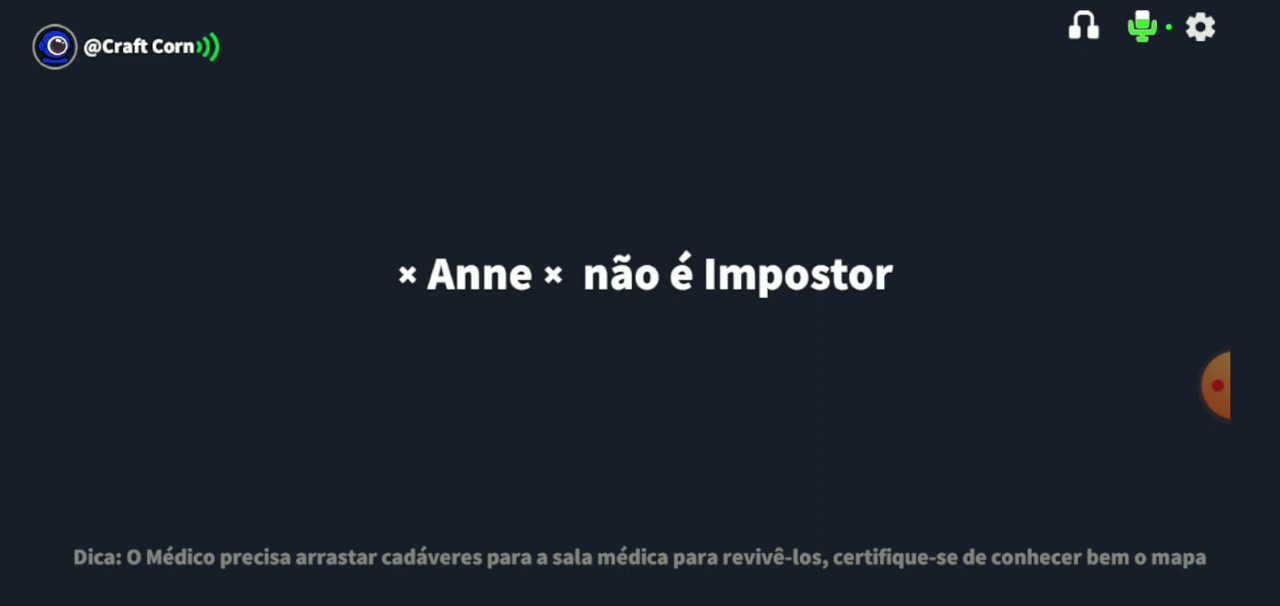 @Craft Corn
× Anne × não é Impostor
Dica: O Médico precisa arrastar cadáveres para a sala médica para revivê-los, certifique-se de conhecer bem o mapa